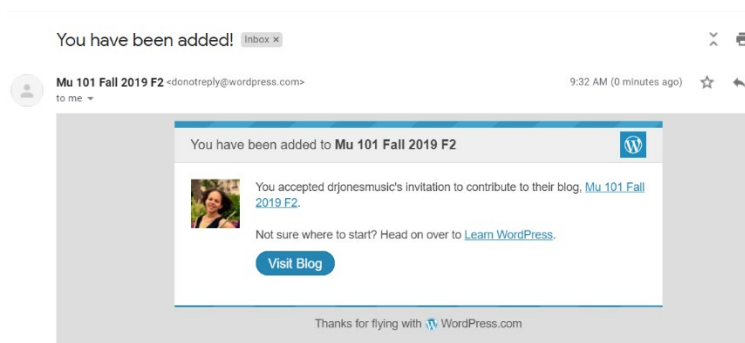 You have been added! Inbox ×
Mu 101 Fall 2019 F2 <donotreply@wordpress.com> 9:32 AM (0 minutes ago)
to me
You have been added to Mu 101 Fall 2019 F2
You accepted drjonesmusic's invitation to contribute to their blog, Mu 101 Fall
2019 F2.
Not sure where to start? Head on over to Learn WordPress.
Visit Blog
Thanks for flying with WordPress.com